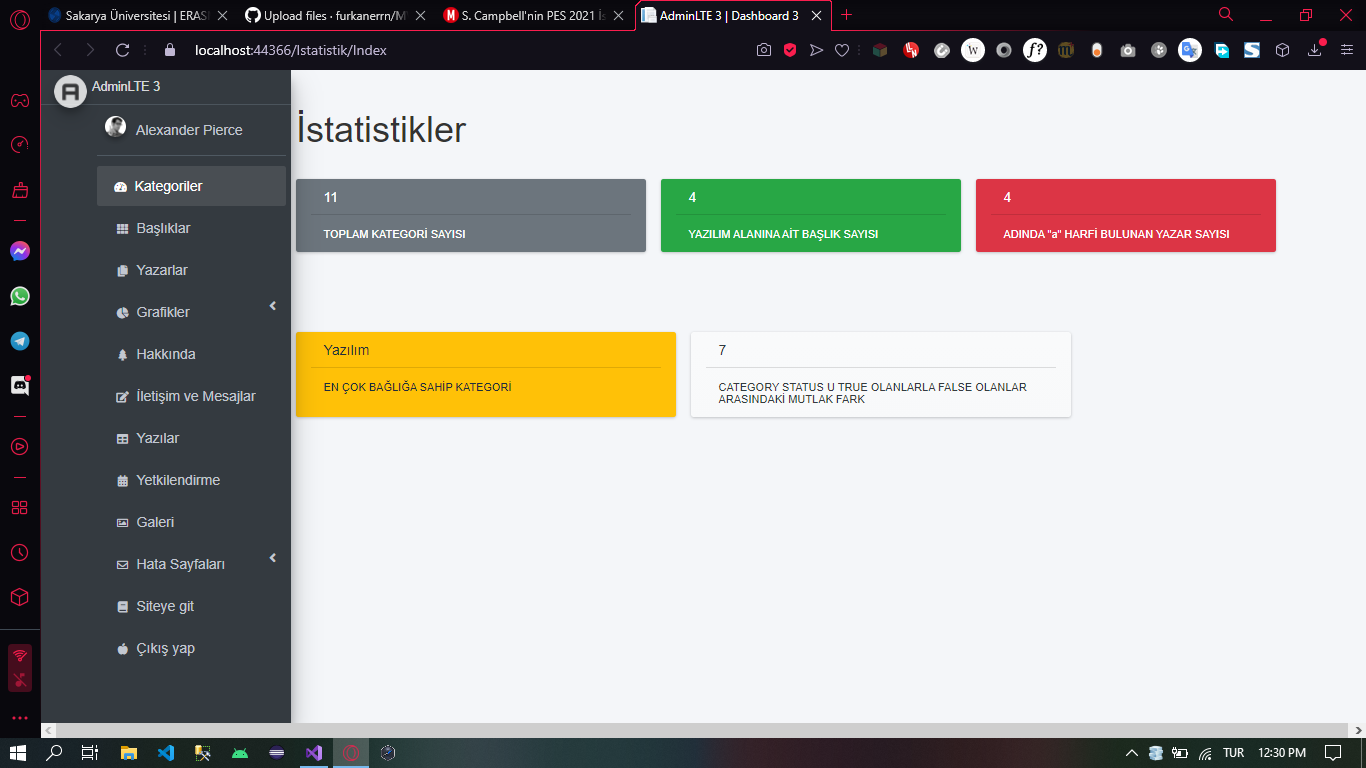 Sakarya Üniversitesi | ERAS
Upload files · furkanerrn/M
S. Campbell'nin PES 2021 İs
AdminLTE 3 | Dashboard 3
localhost:44366/Istatistik/Index
AdminLTE 3
Alexander Pierce
Kategoriler
Başlıklar
Yazarlar
Grafikler
Hakkında
İletişim ve Mesajlar
Yazılar
Yetkilendirme
Galeri
Hata Sayfaları
Siteye git
Çıkış yap
İstatistikler
11
TOPLAM KATEGORİ SAYISI
4
YAZILIM ALANINA AİT BAŞLIK SAYISI
4
ADINDA "a" HARFİ BULUNAN YAZAR SAYISI
Yazılım
EN ÇOK BAĞLIĞA SAHİP KATEGORİ
7
CATEGORY STATUS U TRUE OLANLARLA FALSE OLANLAR
ARASINDAKİ MUTLAK FARK
TUR
12:30 PM